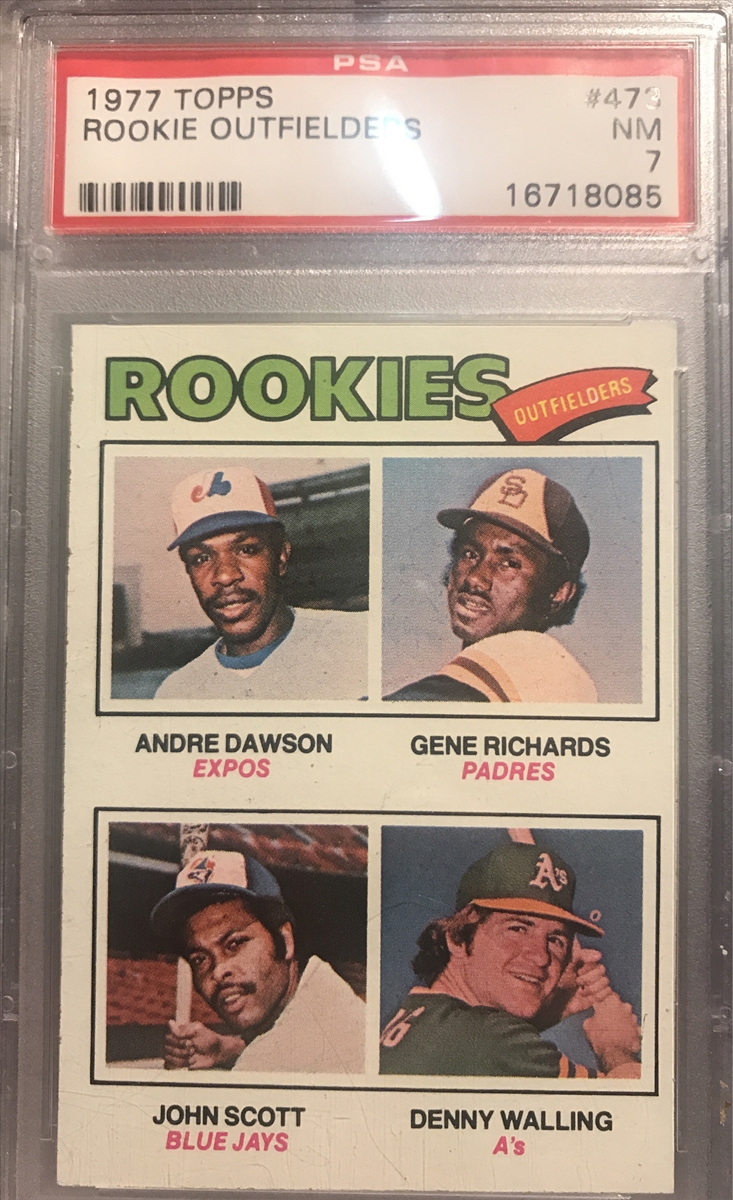 PSA
1977 TOPPS #473
ROOKIE OUTFIELDERS NM
7
16718085
ROOKIES
OUTFIELDERS
ANDRE DAWSON
EXPOS
GENE RICHARDS
PADRES
JOHN SCOTT
BLUE JAYS
DENNY WALLING
A's
SD
A's